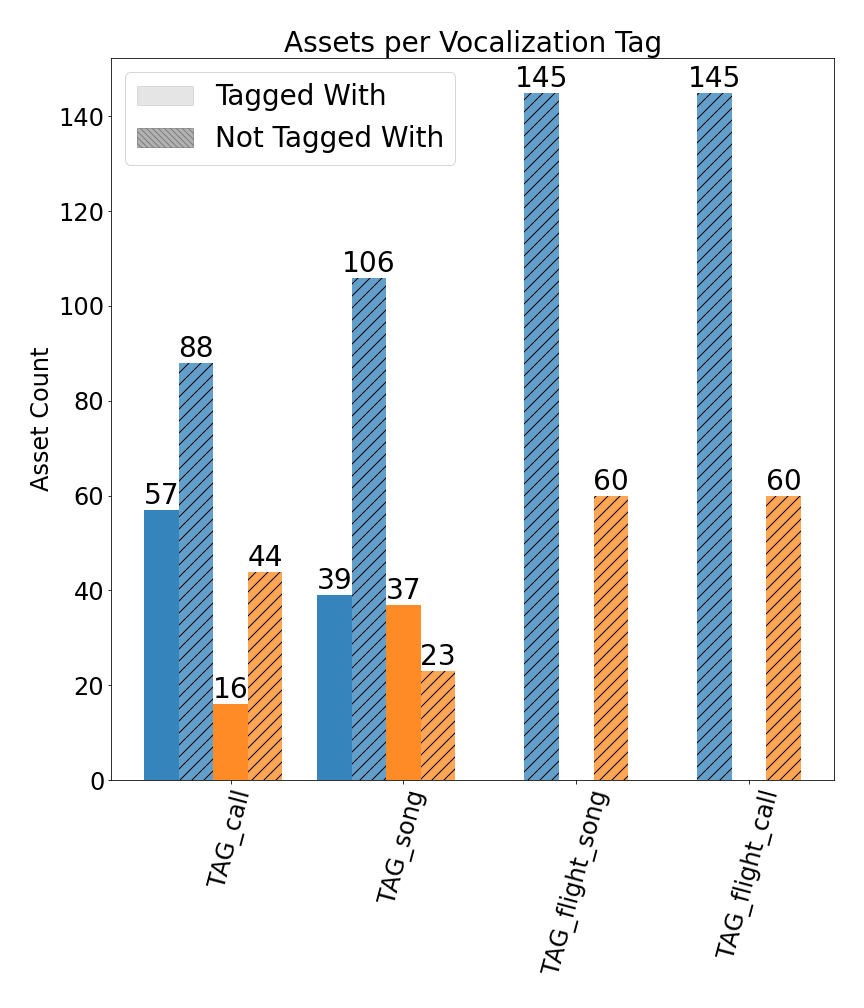 Assets per Vocalization Tag
Tagged With
Not Tagged With
Asset Count
140
120
100
80
60
40
20
0
57
88
16
44
39
106
37
23
145
60
145
60
TAG_call
TAG_song
TAG_flight_song
TAG_flight_call